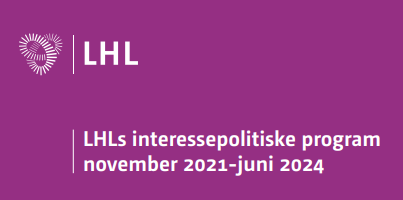 LHL
LHLs interessepolitiske program
november 2021-juni 2024